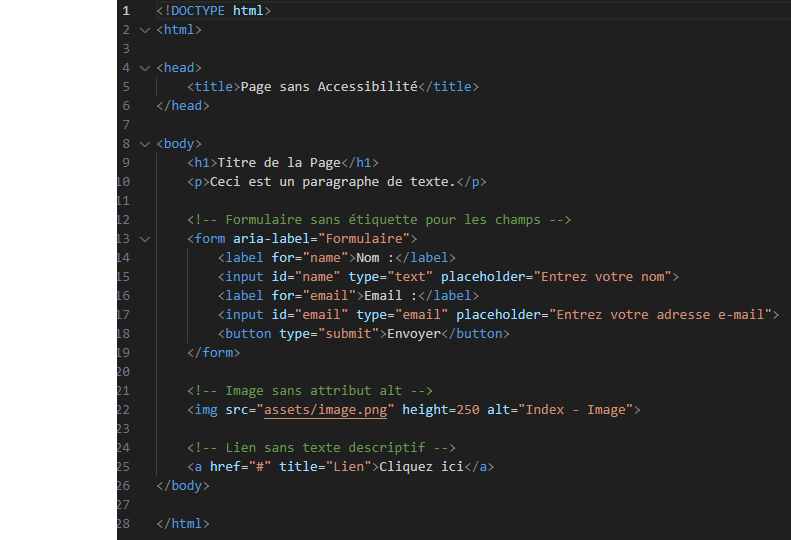 1 <!DOCTYPE html>
2 <html>
3
4 <head>
5 <title>Page sans Accessibilité</title>
6 </head>
7
8 <body>
9 <h1>Titre de la Page</h1>
10 <p>Ceci est un paragraphe de texte.</p>
11
12 <!-- Formulaire sans étiquette pour les champs -->
13 <form aria-label="Formulaire">
14 <label for="name">Nom :</label>
15 <input id="name" type="text" placeholder="Entrez votre nom">
16 <label for="email">Email :</label>
17 <input id="email" type="email" placeholder="Entrez votre adresse e-mail">
18 <button type="submit">Envoyer</button>
19 </form>
20
21 <!-- Image sans attribut alt -->
22 <img src="assets/image.png" height=250 alt="Index - Image">
23
24 <!-- Lien sans texte descriptif -->
25 <a href="#" title="Lien">Cliquez ici</a>
26 </body>
27
28 </html>